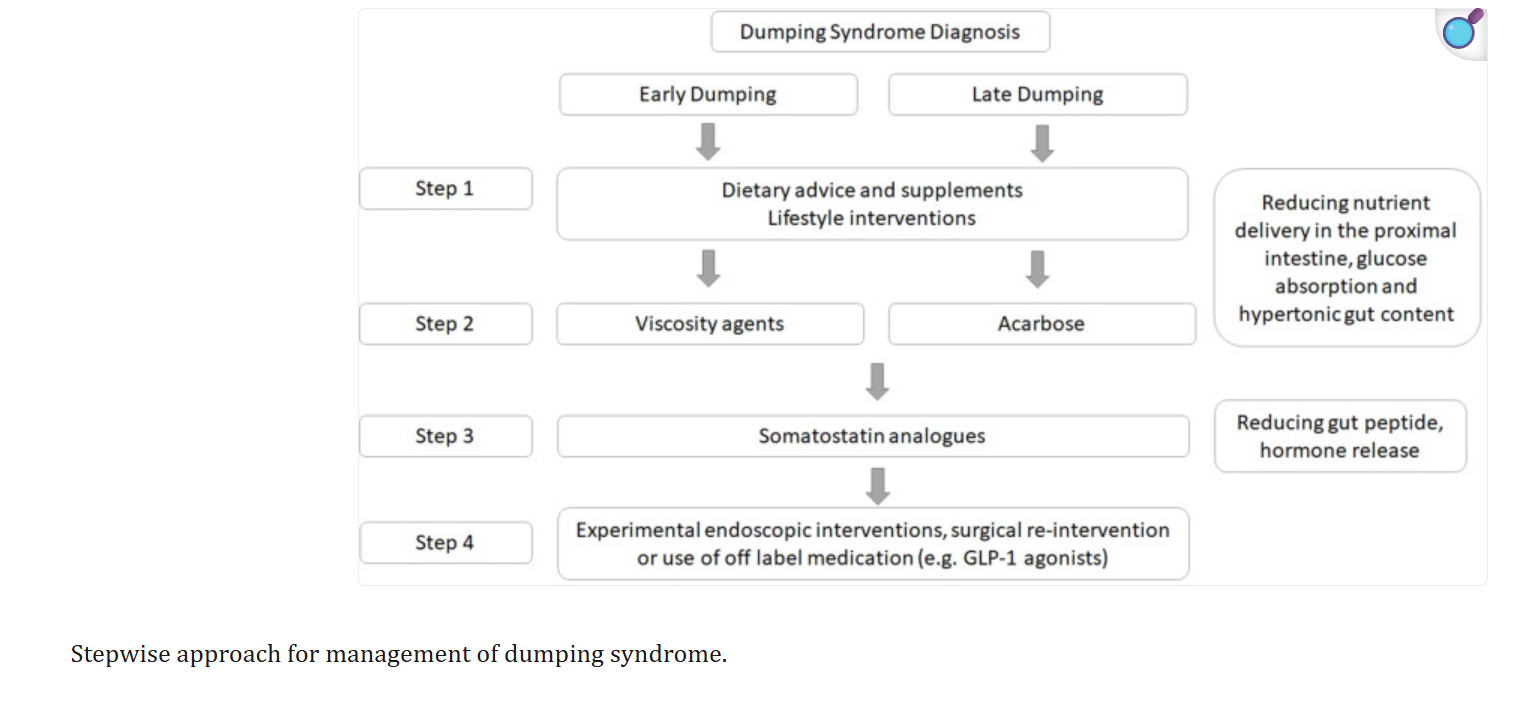 Dumping Syndrome Diagnosis
Early Dumping
Late Dumping
Step 1
Dietary advice and supplements
Lifestyle interventions
Reducing nutrient
delivery in the proximal
intestine, glucose
absorption and
hypertonic gut content
Step 2
Viscosity agents
Acarbose
Step 3
Somatostatin analogues
Reducing gut peptide,
hormone release
Step 4
Experimental endoscopic interventions, surgical re-intervention
or use of off label medication (e.g. GLP-1 agonists)
Stepwise approach for management of dumping syndrome.